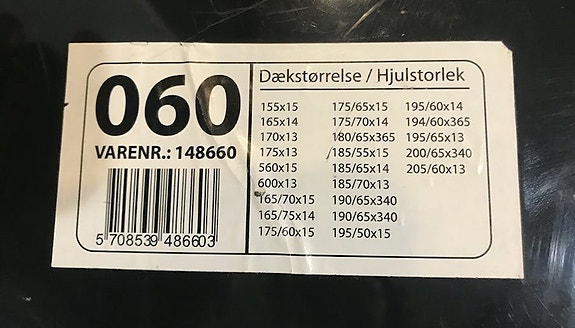 060
VARENR.: 148660
5 708539 486603
Dækstørrelse / Hjulstorlek
155x15
165x14
170x13
175x13
560x15
600x13
165/70x15
165/75x14
175/60x15
175/65x15
175/70x14
180/65x365
185/55x15
185/65x14
185/70x13
190/65x340
190/65x340
195/50x15
195/60x14
194/60x365
195/65x13
200/65x340
205/60x13